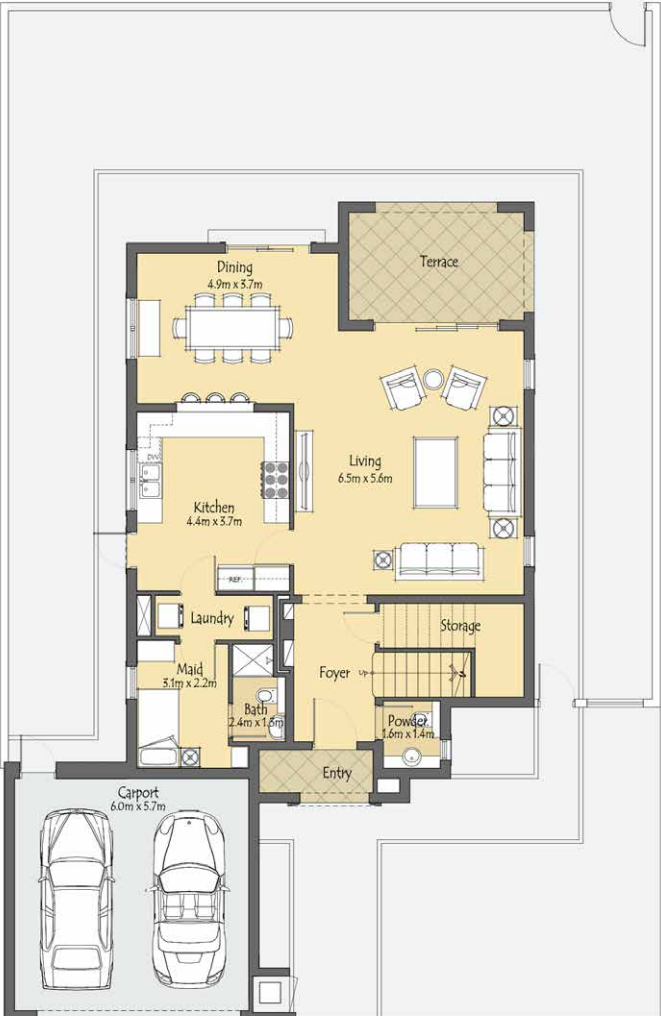 Terrace
Dining
4.9m x 3.7m
Living
6.5m x 5.6m
DW
Kitchen
4.4m x 3.7m
REF.
Laundry
Storage
Maid
3.1m x 2.2m
Foyer
UP
Bath
2.4m x 1.5m
Powder
1.6m x 1.4m
Entry
Carport
6.0m x 5.7m